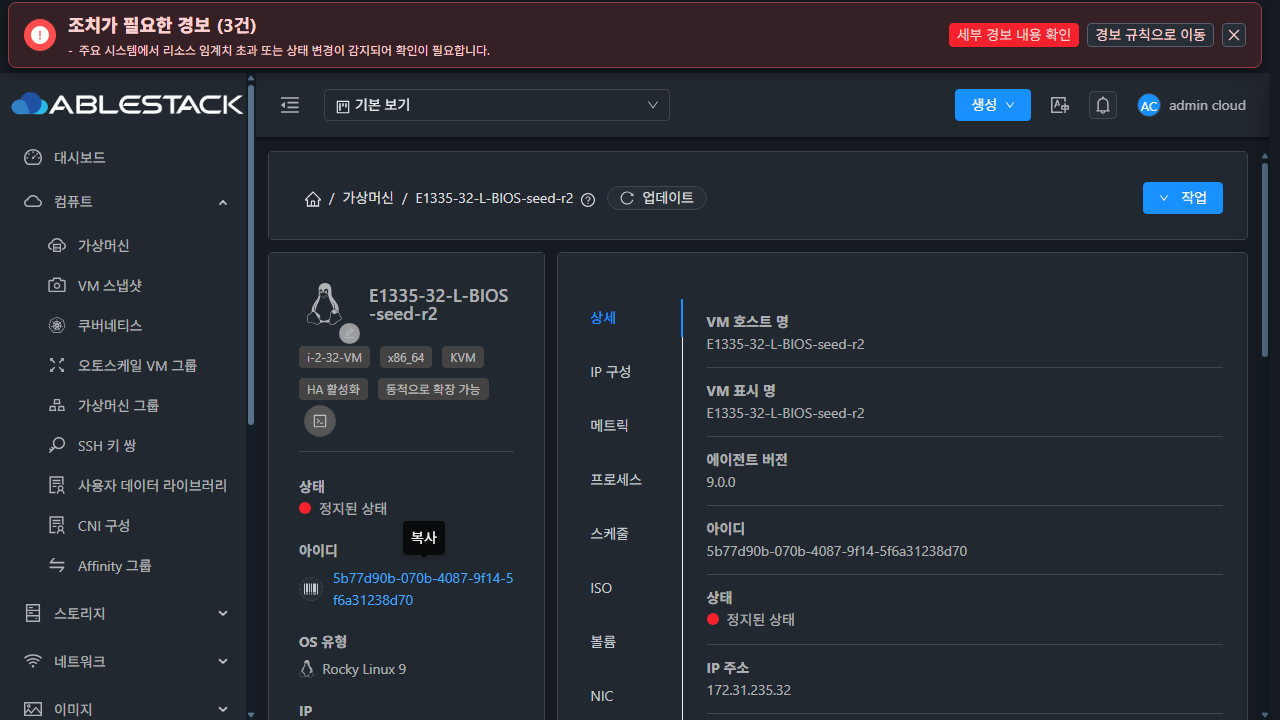 조치가 필요한 경보 (3건)
- 주요 시스템에서 리소스 임계치 초과 또는 상태 변경이 감지되어 확인이 필요합니다.
세부 경보 내용 확인
경보 규칙으로 이동
ABLESTACK
기본 보기
생성
AC
admin cloud
대시보드
컴퓨트
가상머신
VM 스냅샷
쿠버네티스
오토스케일 VM 그룹
가상머신 그룹
SSH 키 쌍
사용자 데이터 라이브러리
CNI 구성
Affinity 그룹
스토리지
네트워크
이미지
/ 가상머신 / E1335-32-L-BIOS-seed-r2
업데이트
작업
E1335-32-L-BIOS
-seed-r2
i-2-32-VM
x86_64
KVM
HA 활성화
동적으로 확장 가능
상태
정지된 상태
복사
아이디
5b77d90b-070b-4087-9f14-5
f6a31238d70
OS 유형
Rocky Linux 9
IP
상세
IP 구성
메트릭
프로세스
스케줄
ISO
볼륨
NIC
VM 호스트 명
E1335-32-L-BIOS-seed-r2
VM 표시 명
E1335-32-L-BIOS-seed-r2
에이전트 버전
9.0.0
아이디
5b77d90b-070b-4087-9f14-5f6a31238d70
상태
정지된 상태
IP 주소
172.31.235.32